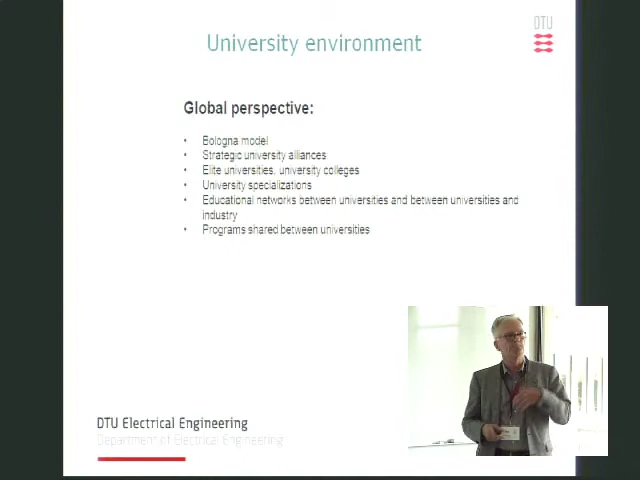 DTU
University environment
Global perspective:
• Bologna model
• Strategic university alliances
• Elite universities, university colleges
• University specializations
• Educational networks between universities and between universities and
industry
• Programs shared between universities
DTU Electrical Engineering
Department of Electrical Engineering